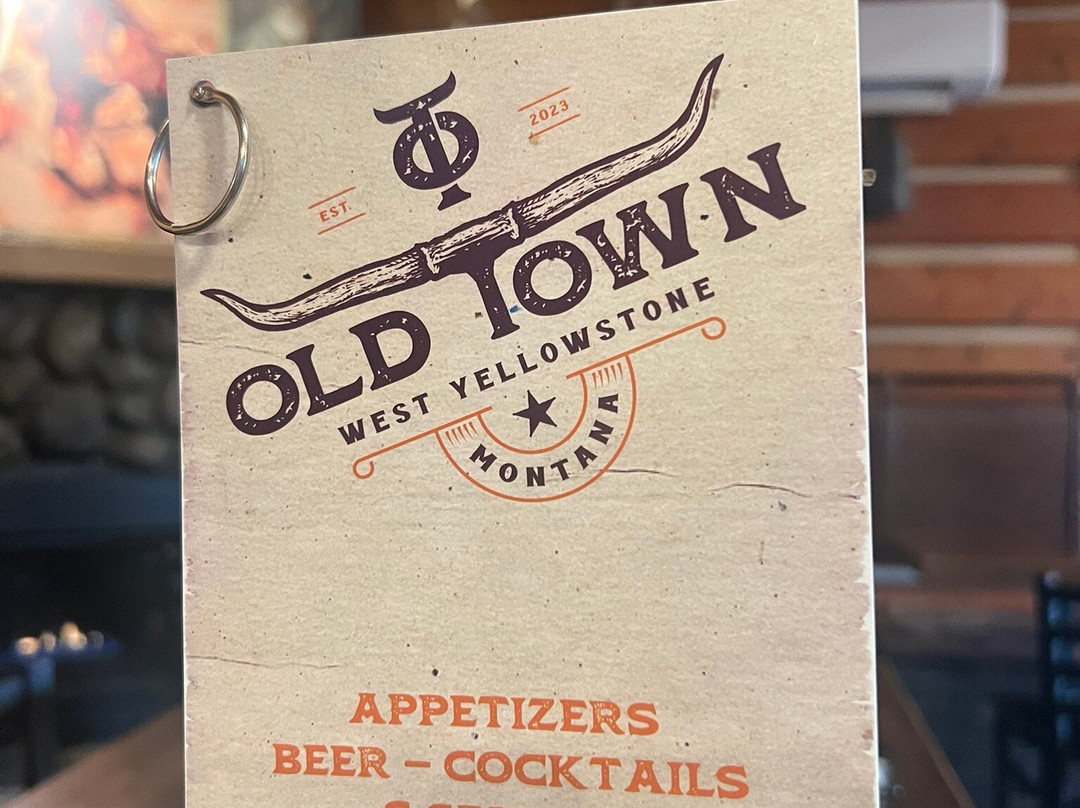 EST. 2023
OLD TOWN
WEST YELLOWSTONE
MONTANA
APPETIZERS
BEER – COCKTAILS